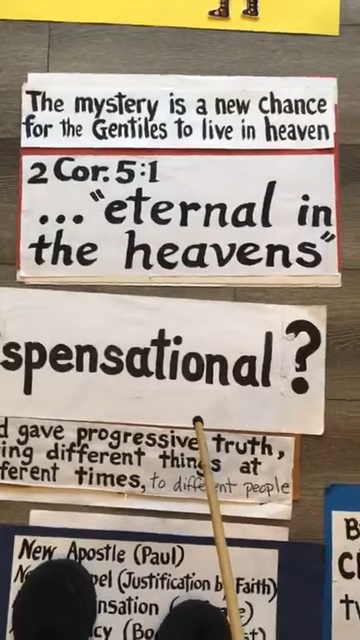 The mystery is a new chance
for the Gentiles to live in heaven
2 Cor. 5:1
..."eternal in
the heavens"
spensational?
d gave progressive truth,
ing different things at
ferent times, to different people
New Apostle (Paul)
pel (Justification by Faith)
nsation
cy (Bo